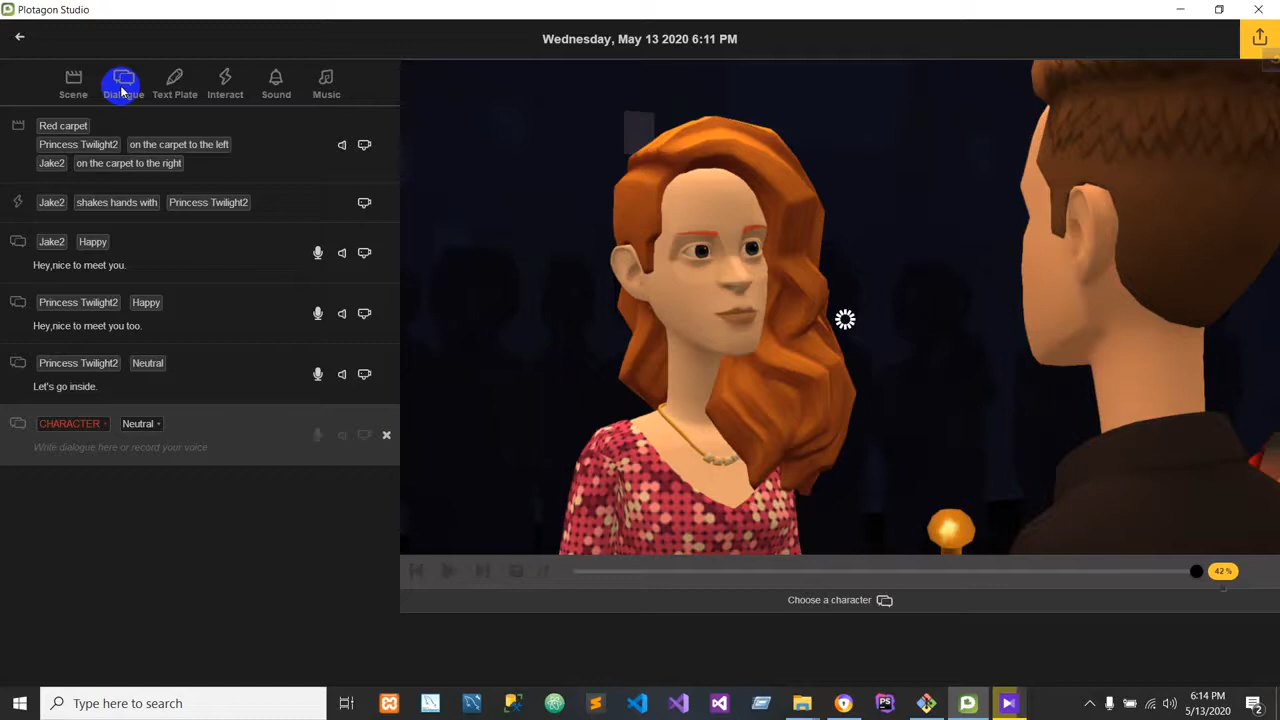 Plotagon Studio
Wednesday, May 13 2020 6:11 PM
Scene Dialogue Text Plate Interact Sound Music
Red carpet
Princess Twilight2 on the carpet to the left
Jake2 on the carpet to the right
Jake2 shakes hands with Princess Twilight2
Jake2 Happy
Hey,nice to meet you.
Princess Twilight2 Happy
Hey,nice to meet you too.
Princess Twilight2 Neutral
Let's go inside.
CHARACTER Neutral
Write dialogue here or record your voice
42 %
Choose a character
Type here to search
PS
6:14 PM
5/13/2020
2